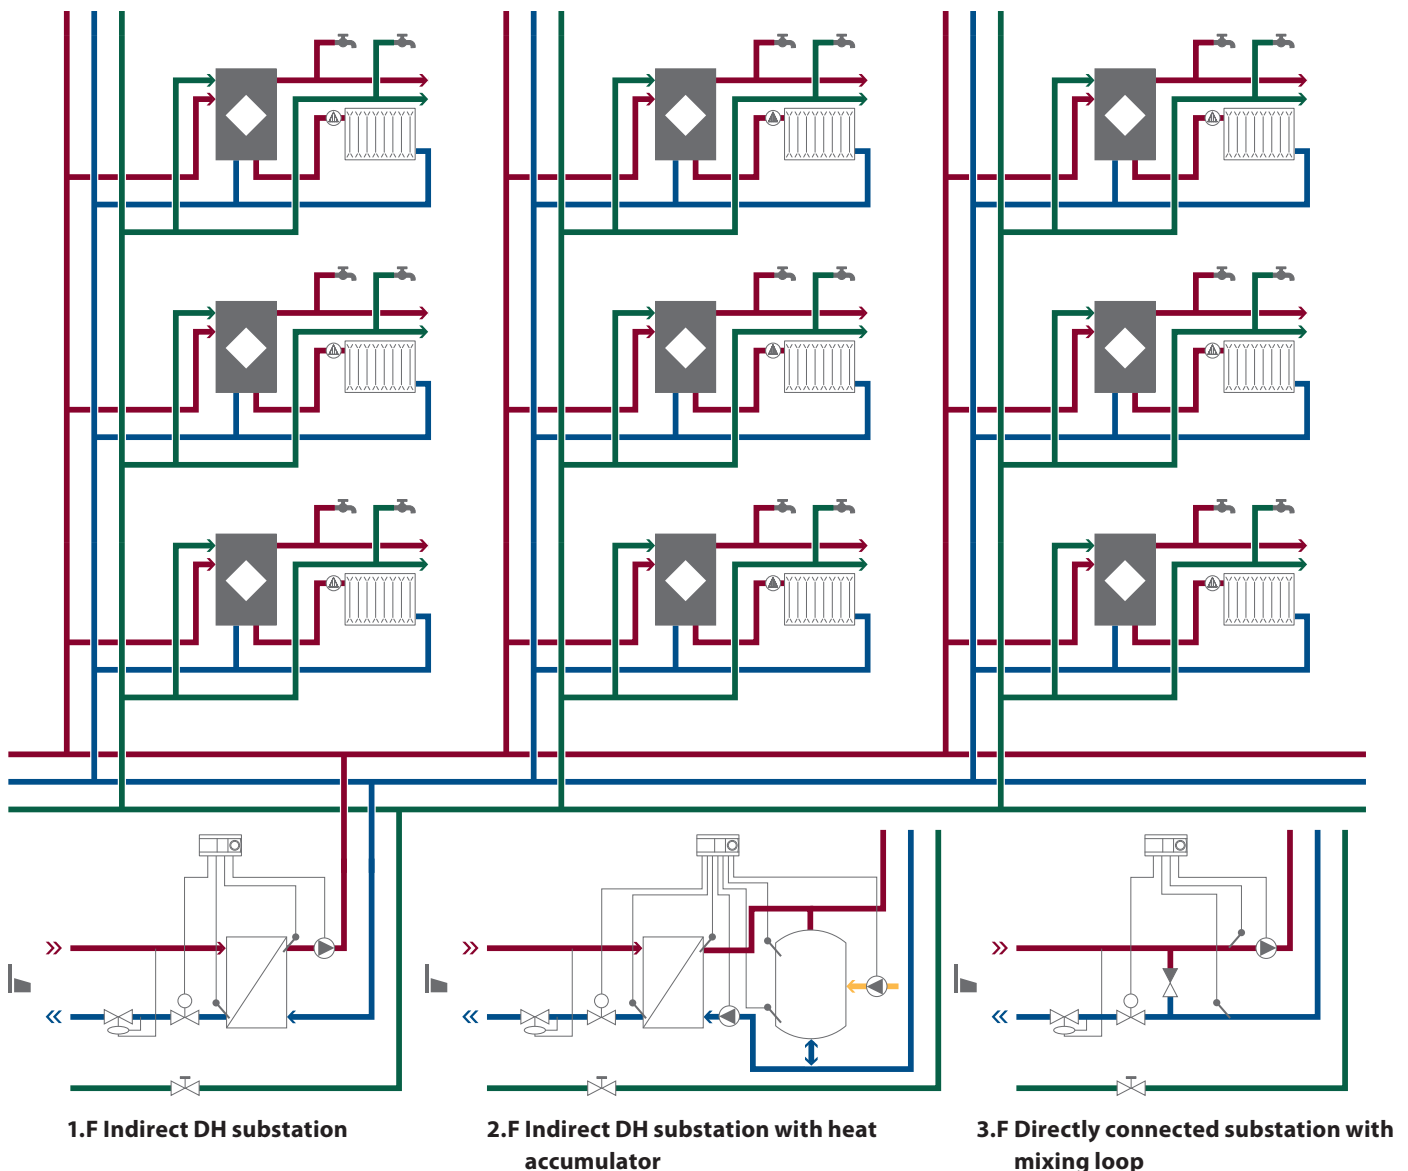 1.F Indirect DH substation
2.F Indirect DH substation with heat
accumulator
3.F Directly connected substation with
mixing loop